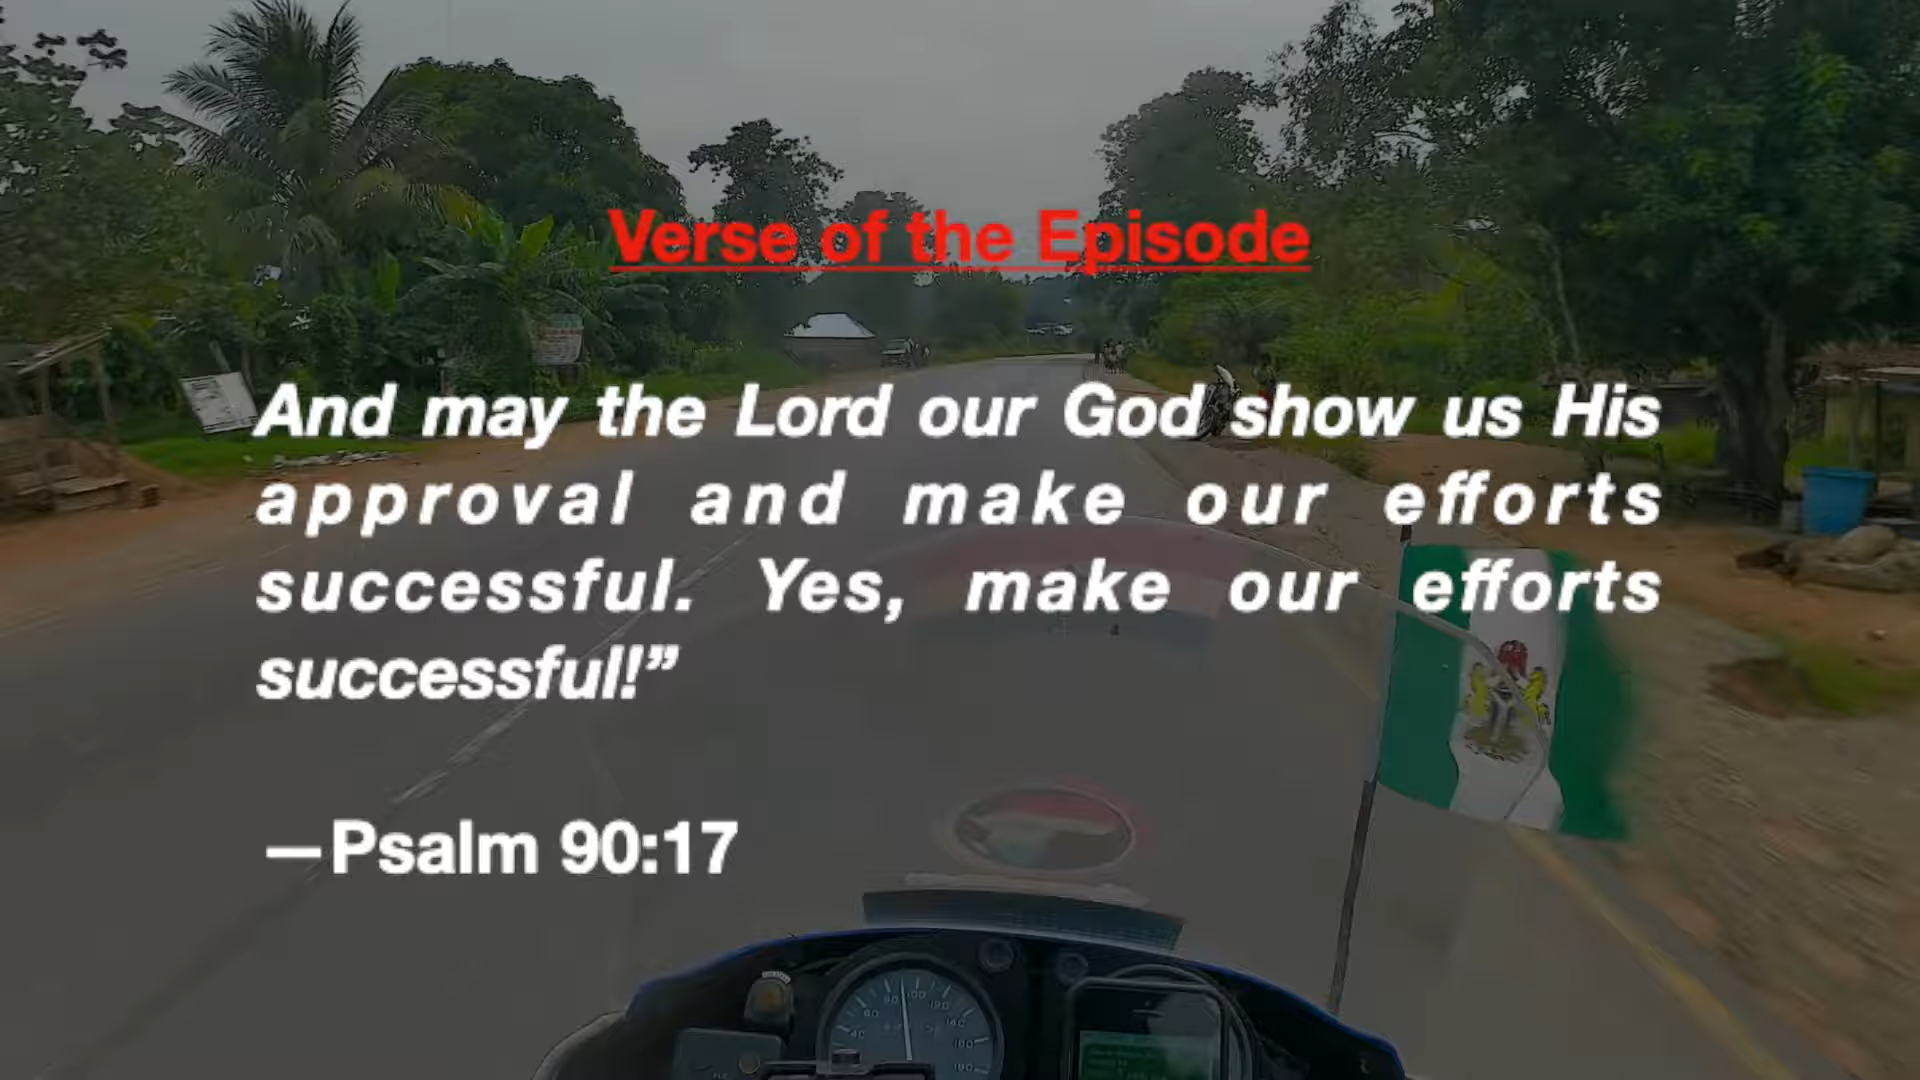 Verse of the Episode
And may the Lord our God show us His
approval and make our efforts
successful. Yes, make our efforts
successful!”
—Psalm 90:17